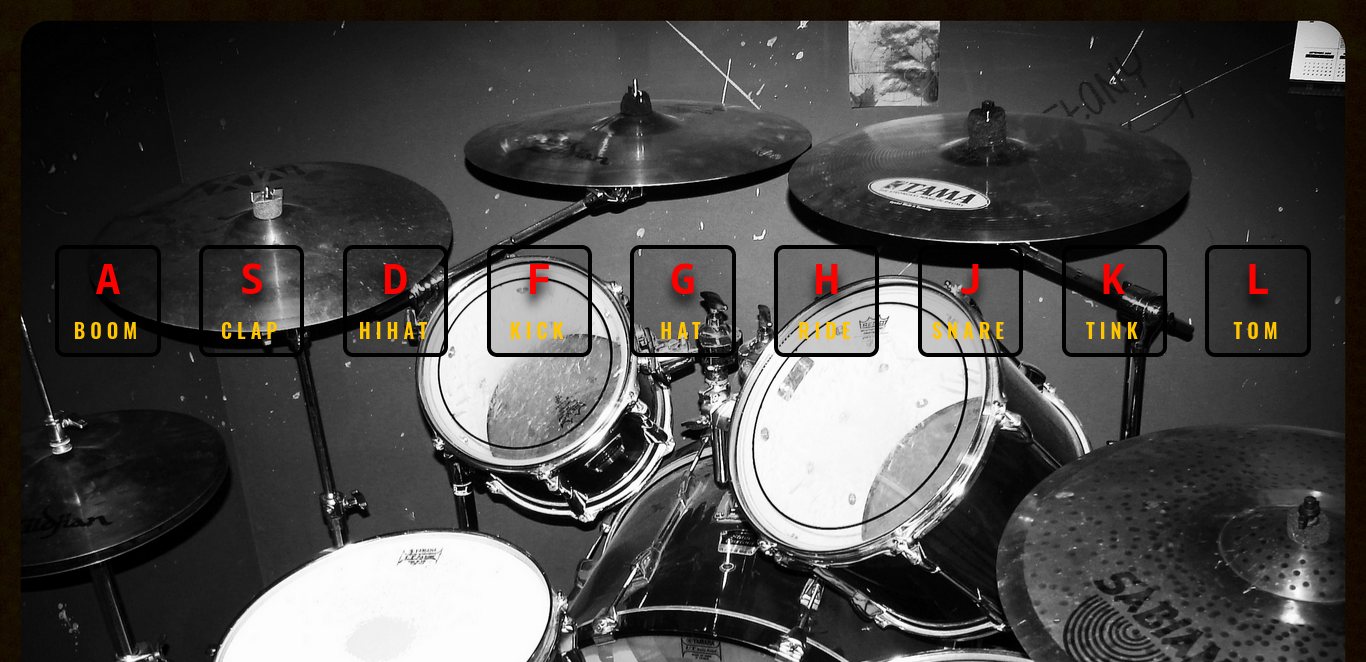 A
BOOM
S
CLAP
D
HIHAT
F
KICK
G
HAT
H
RIDE
J
SNARE
K
TINK
L
TOM
TAMA
Zildjian
SABIAN